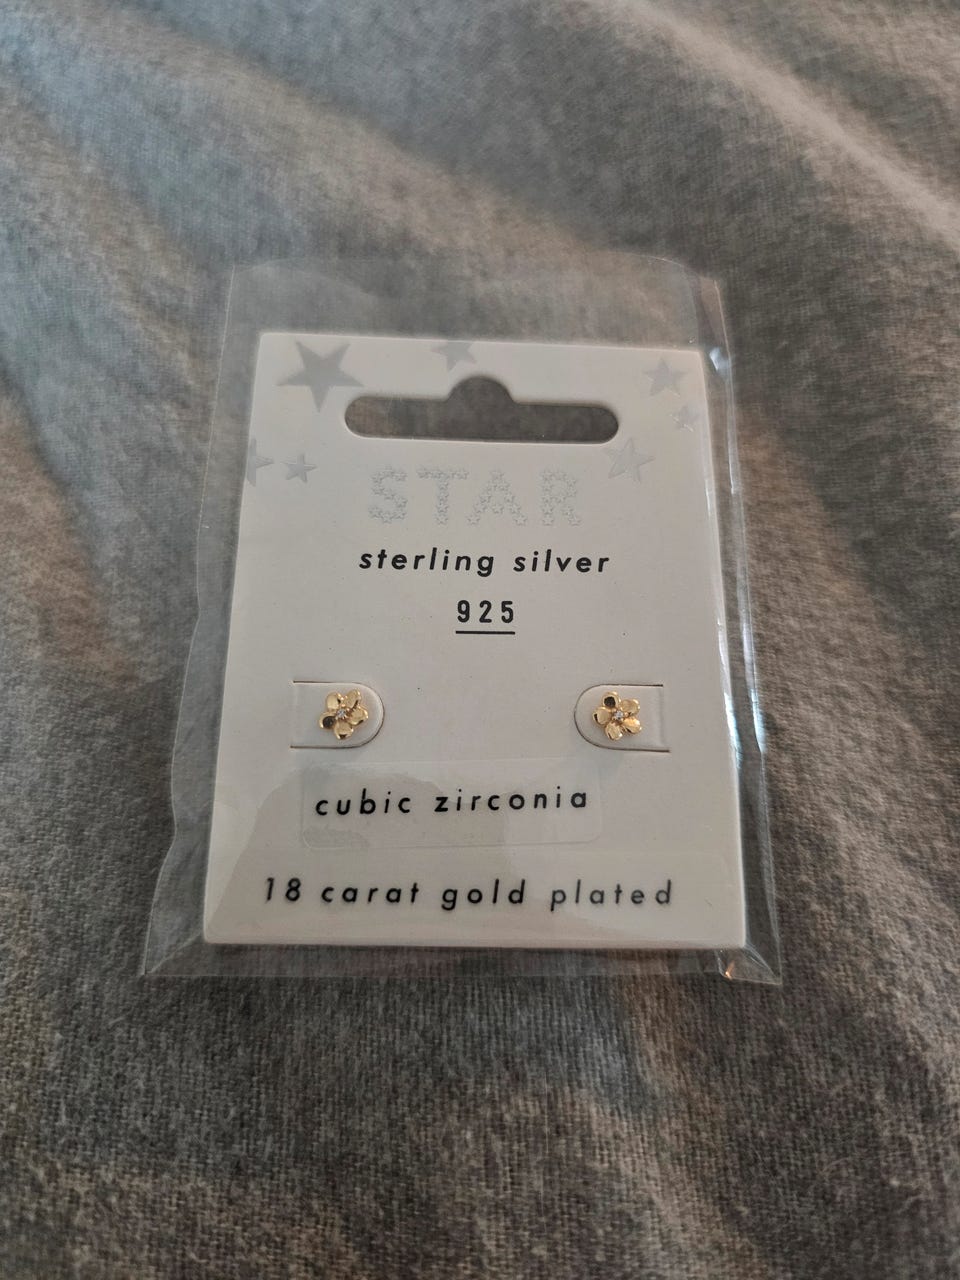 STAR
sterling silver
925
cubic zirconia
18 carat gold plated